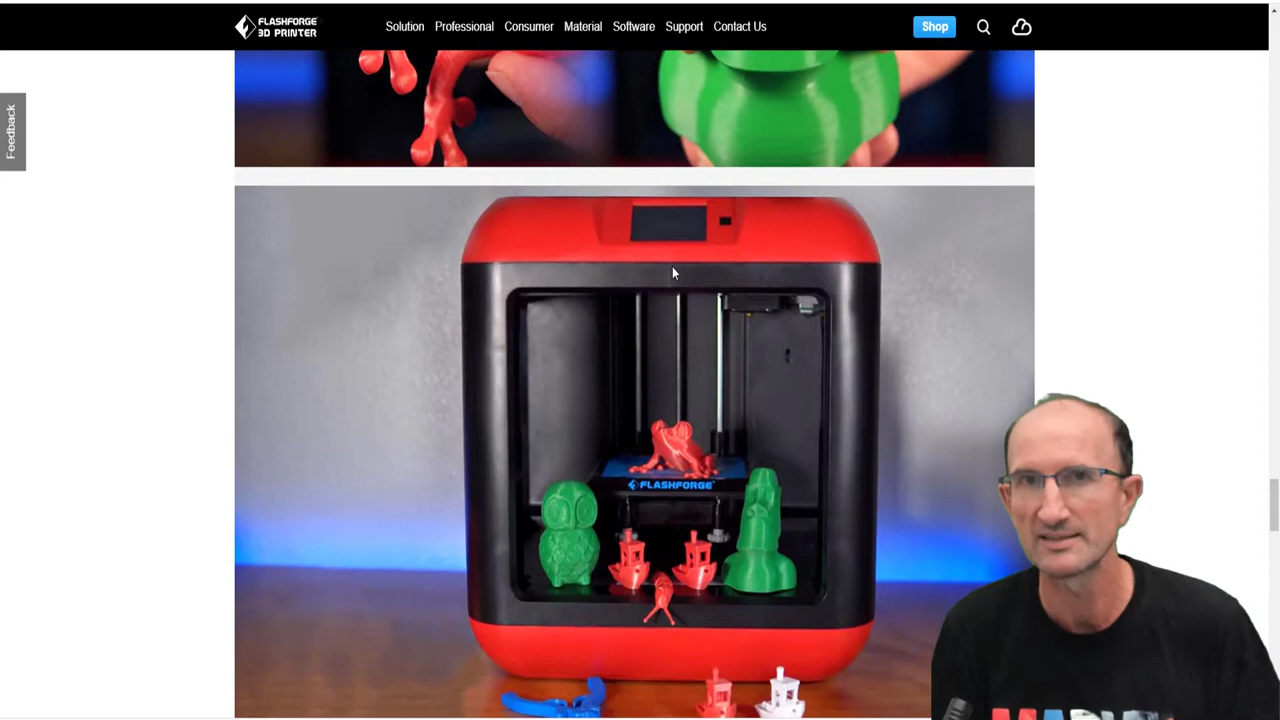 FLASHFORGE
3D PRINTER
Solution Professional Consumer Material Software Support Contact Us
Shop
Feedback
FLASHFORGE